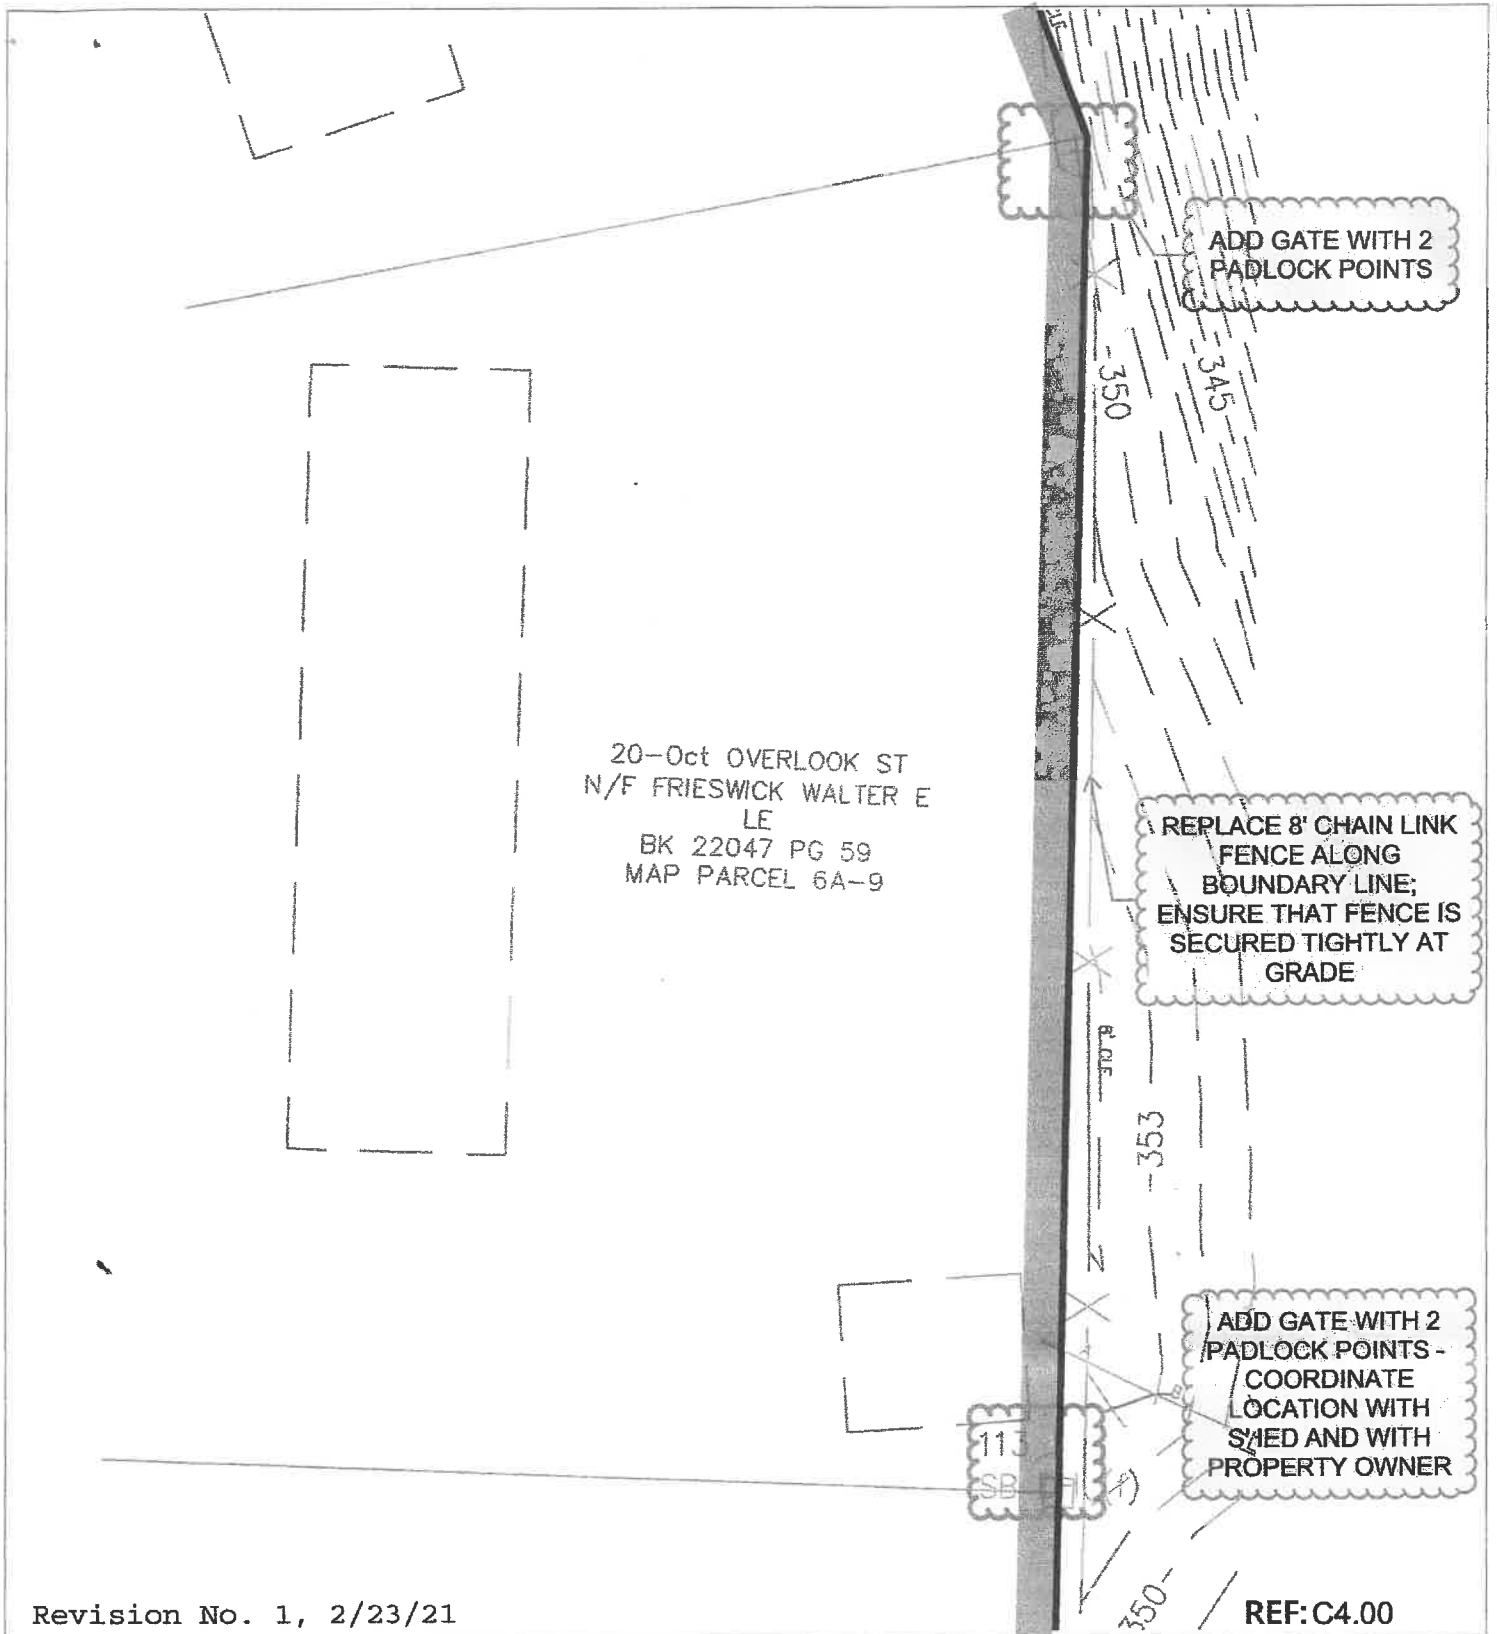 ADD GATE WITH 2
PADLOCK POINTS
-350
-345
20-Oct OVERLOOK ST
N/F FRIESWICK WALTER E
LE
BK 22047 PG 59
MAP PARCEL 6A-9
REPLACE 8' CHAIN LINK
FENCE ALONG
BOUNDARY LINE;
ENSURE THAT FENCE IS
SECURED TIGHTLY AT
GRADE
-353
ADD GATE WITH 2
PADLOCK POINTS -
COORDINATE
LOCATION WITH
SHED AND WITH
PROPERTY OWNER
113
SB
350-
Revision No. 1, 2/23/21
REF: C4.00